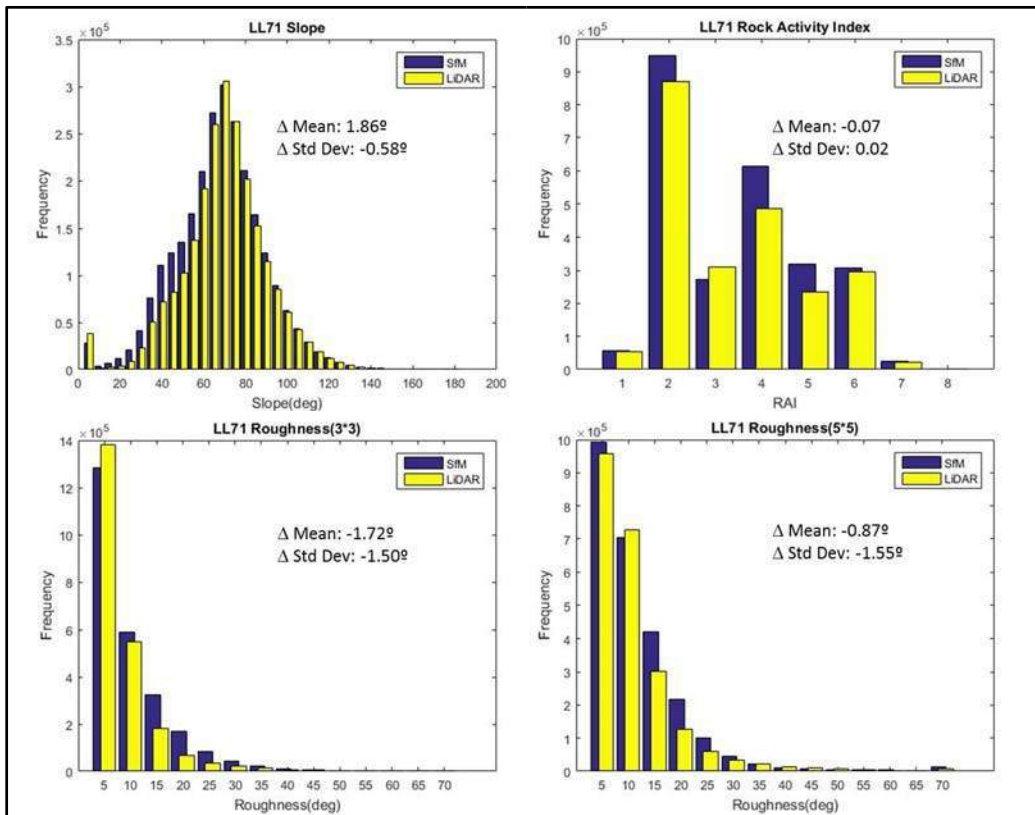 LL71 Slope
×10^5
3.5
3
2.5
2
1.5
1
0.5
0
Frequency
SfM
LiDAR
Δ Mean: 1.86º
Δ Std Dev: -0.58º
0 20 40 60 80 100 120 140 160 180 200
Slope(deg)
LL71 Rock Activity Index
×10^5
10
9
8
7
6
5
4
3
2
1
0
Frequency
SfM
LiDAR
Δ Mean: -0.07
Δ Std Dev: 0.02
1 2 3 4 5 6 7 8
RAI
LL71 Roughness(3*3)
×10^5
14
12
10
8
6
4
2
0
Frequency
SfM
LiDAR
Δ Mean: -1.72º
Δ Std Dev: -1.50º
5 10 15 20 25 30 35 40 45 50 55 60 65 70
Roughness(deg)
LL71 Roughness(5*5)
×10^5
10
9
8
7
6
5
4
3
2
1
0
Frequency
SfM
LiDAR
Δ Mean: -0.87º
Δ Std Dev: -1.55º
5 10 15 20 25 30 35 40 45 50 55 60 65 70
Roughness(deg)